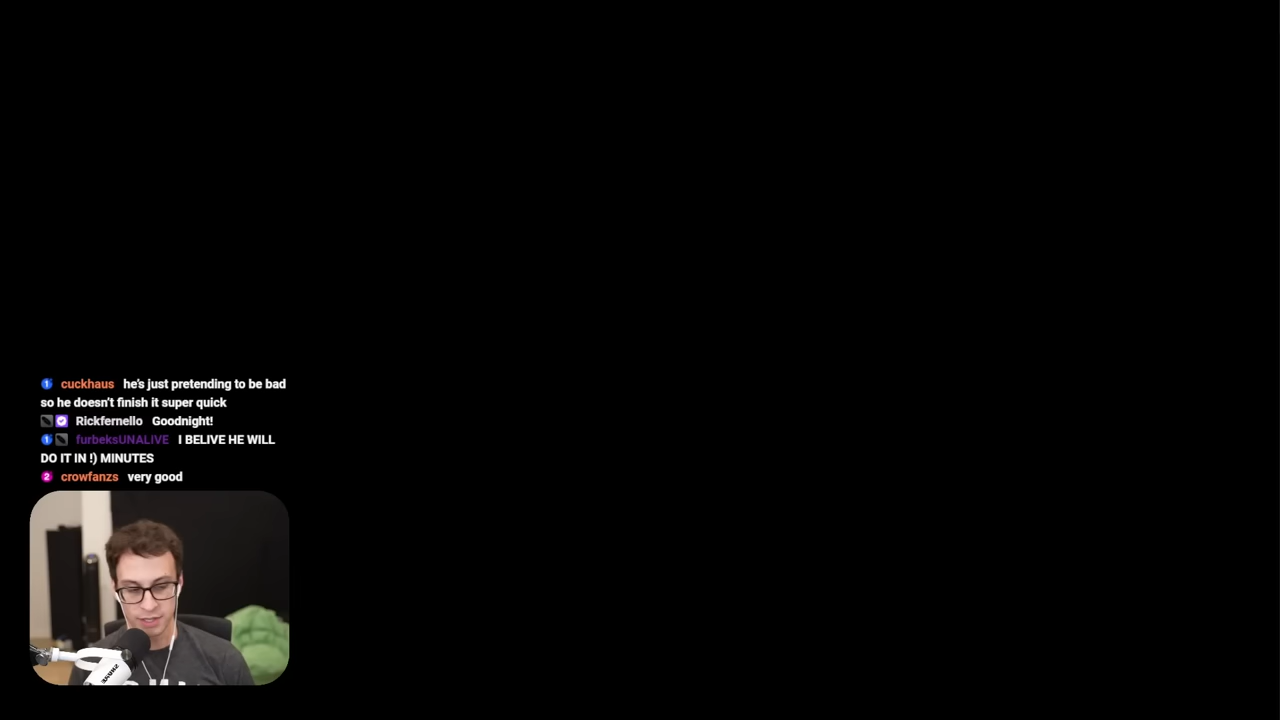 cuckhaus he's just pretending to be bad
so he doesn't finish it super quick
Rickfernello Goodnight!
furbeksUNALIVE I BELIVE HE WILL
DO IT IN !) MINUTES
crowfanzs very good